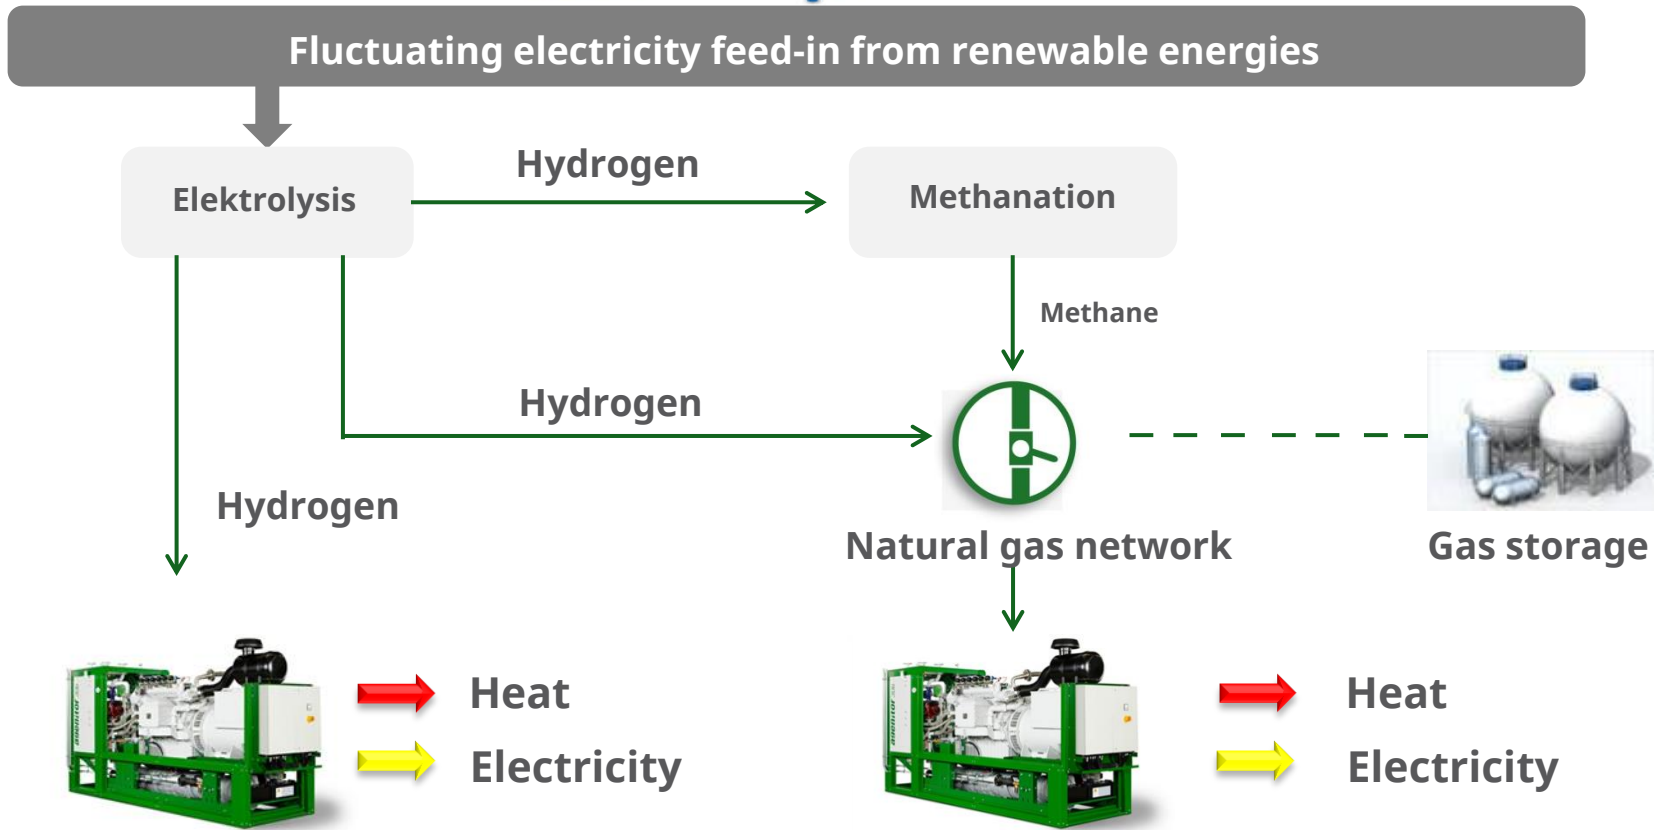 Fluctuating electricity feed-in from renewable energies
Elektrolysis
Hydrogen
Methanation
Methane
Hydrogen
Hydrogen
Natural gas network
Gas storage
agenitor
Heat
Electricity
Heat
Electricity